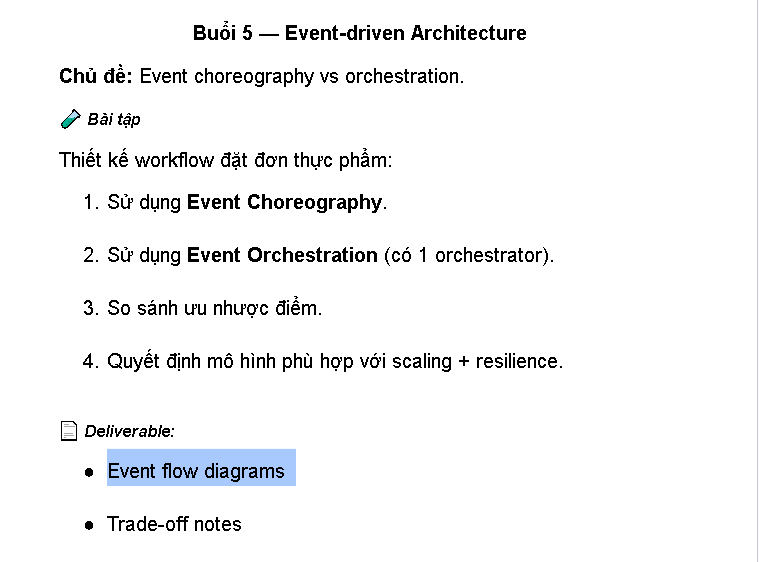 Buổi 5 — Event-driven Architecture
Chủ đề: Event choreography vs orchestration.
Bài tập
Thiết kế workflow đặt đơn thực phẩm:
1. Sử dụng Event Choreography.
2. Sử dụng Event Orchestration (có 1 orchestrator).
3. So sánh ưu nhược điểm.
4. Quyết định mô hình phù hợp với scaling + resilience.
Deliverable:
● Event flow diagrams
● Trade-off notes